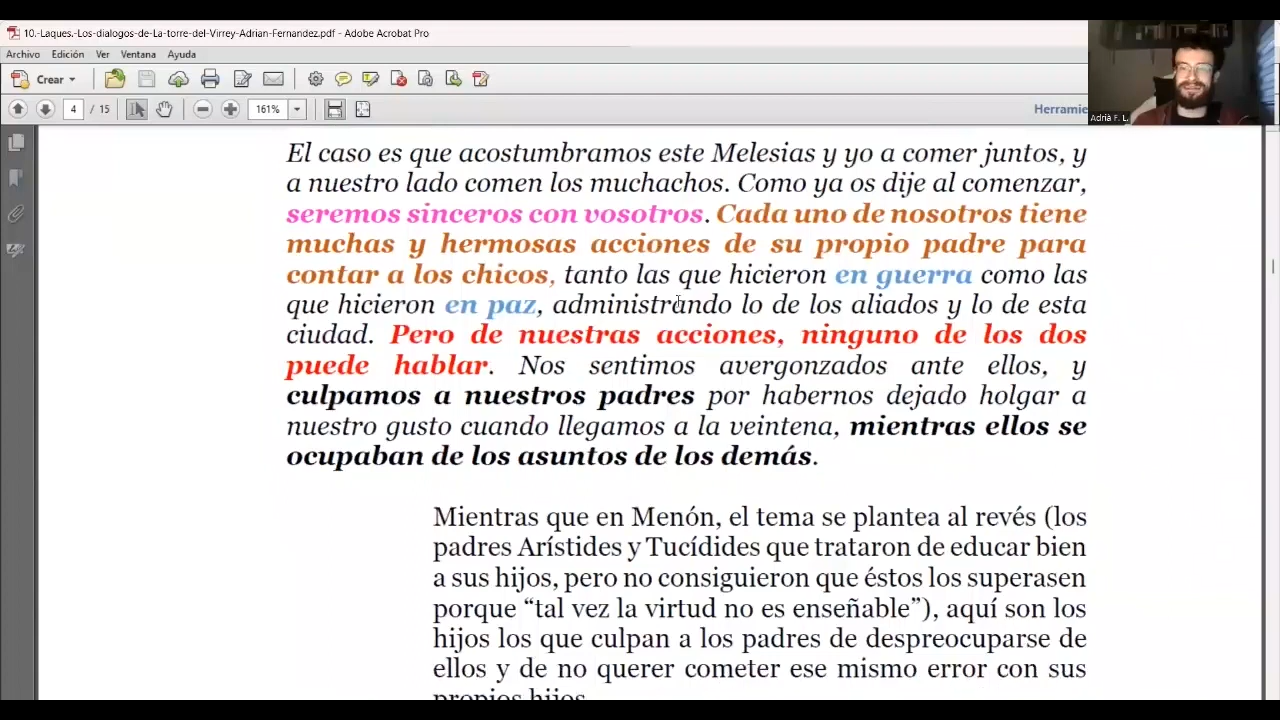 10.-Laques.-Los-dialogos-de-La-torre-del-Virrey-Adrian-Fernandez.pdf - Adobe Acrobat Pro
Archivo Edición Ver Ventana Ayuda
Crear
4 / 15 161% Herramie
Adrià F. L.
El caso es que acostumbramos este Melesias y yo a comer juntos, y
a nuestro lado comen los muchachos. Como ya os dije al comenzar,
seremos sinceros con vosotros. Cada uno de nosotros tiene
muchas y hermosas acciones de su propio padre para
contar a los chicos, tanto las que hicieron en guerra como las
que hicieron en paz, administrando lo de los aliados y lo de esta
ciudad. Pero de nuestras acciones, ninguno de los dos
puede hablar. Nos sentimos avergonzados ante ellos, y
culpamos a nuestros padres por habernos dejado holgar a
nuestro gusto cuando llegamos a la veintena, mientras ellos se
ocupaban de los asuntos de los demás.
Mientras que en Menón, el tema se plantea al revés (los
padres Arístides y Tucídides que trataron de educar bien
a sus hijos, pero no consiguieron que éstos los superasen
porque “tal vez la virtud no es enseñable”), aquí son los
hijos los que culpan a los padres de despreocuparse de
ellos y de no querer cometer ese mismo error con sus
propios hijos.